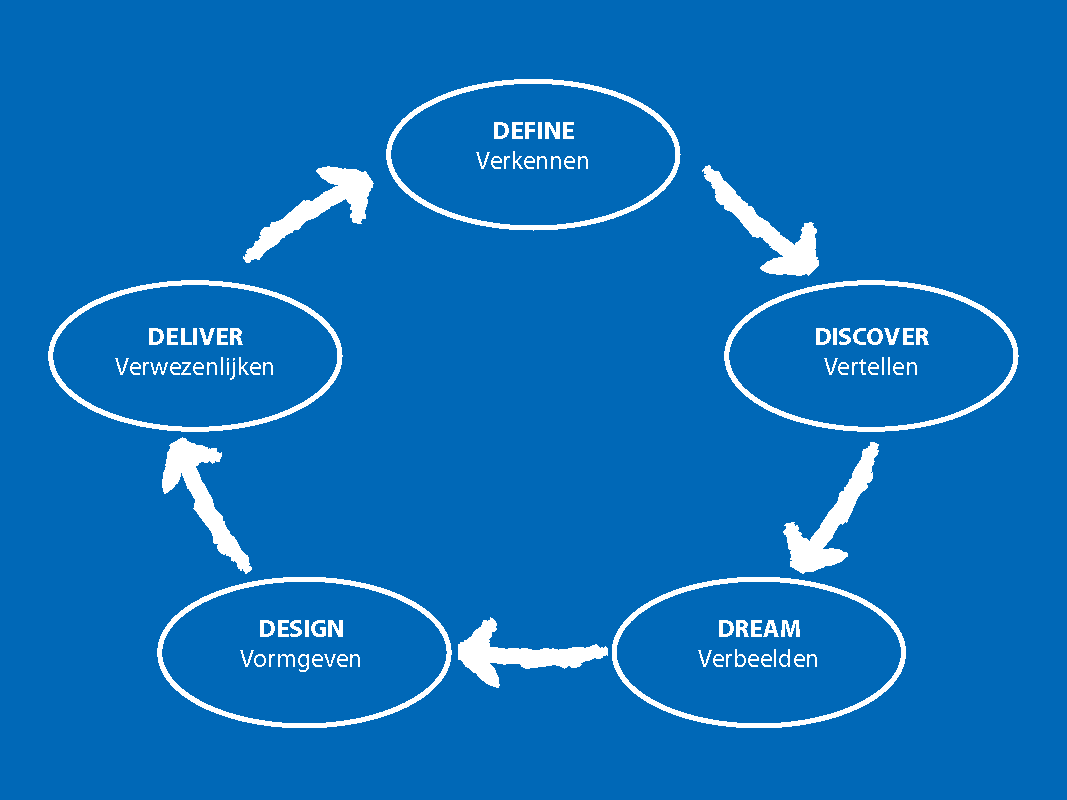 DEFINE
Verkennen
DISCOVER
Vertellen
DREAM
Verbeelden
DESIGN
Vormgeven
DELIVER
Verwezenlijken